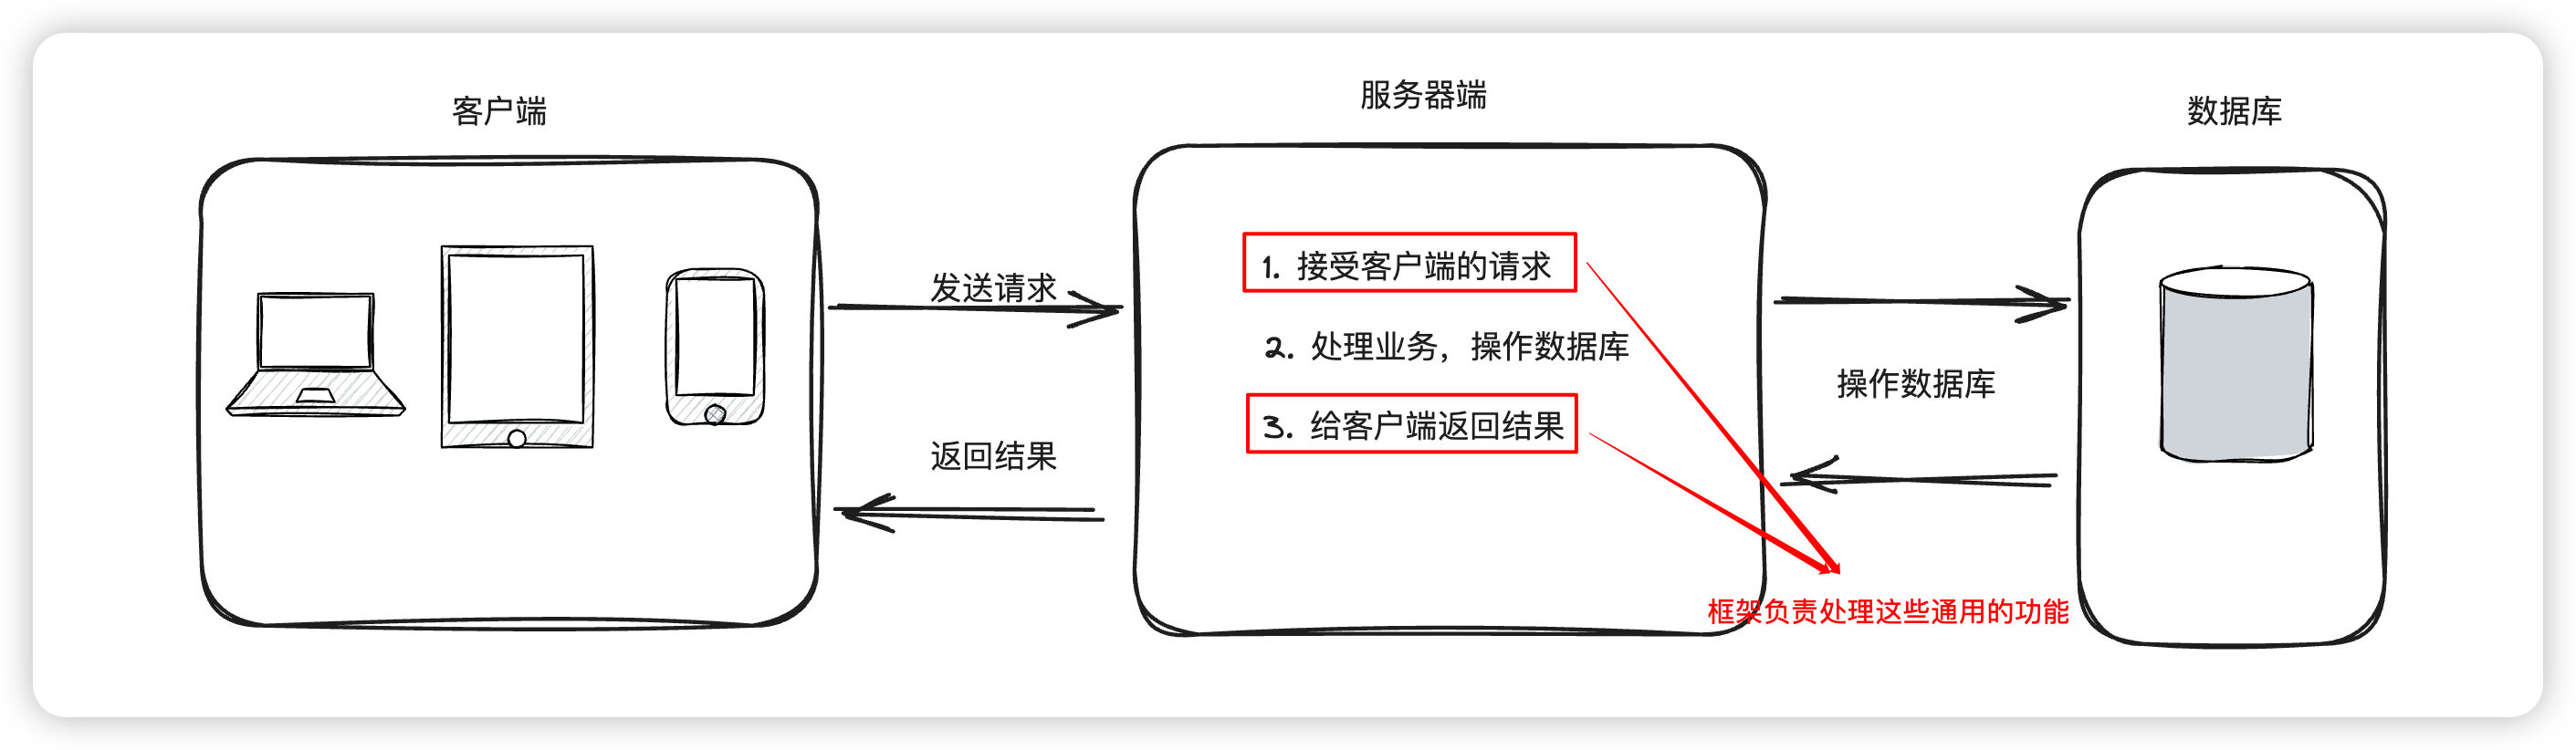 客户端
服务器端
数据库
发送请求
返回结果
1. 接受客户端的请求
2. 处理业务，操作数据库
3. 给客户端返回结果
操作数据库
框架负责处理这些通用的功能